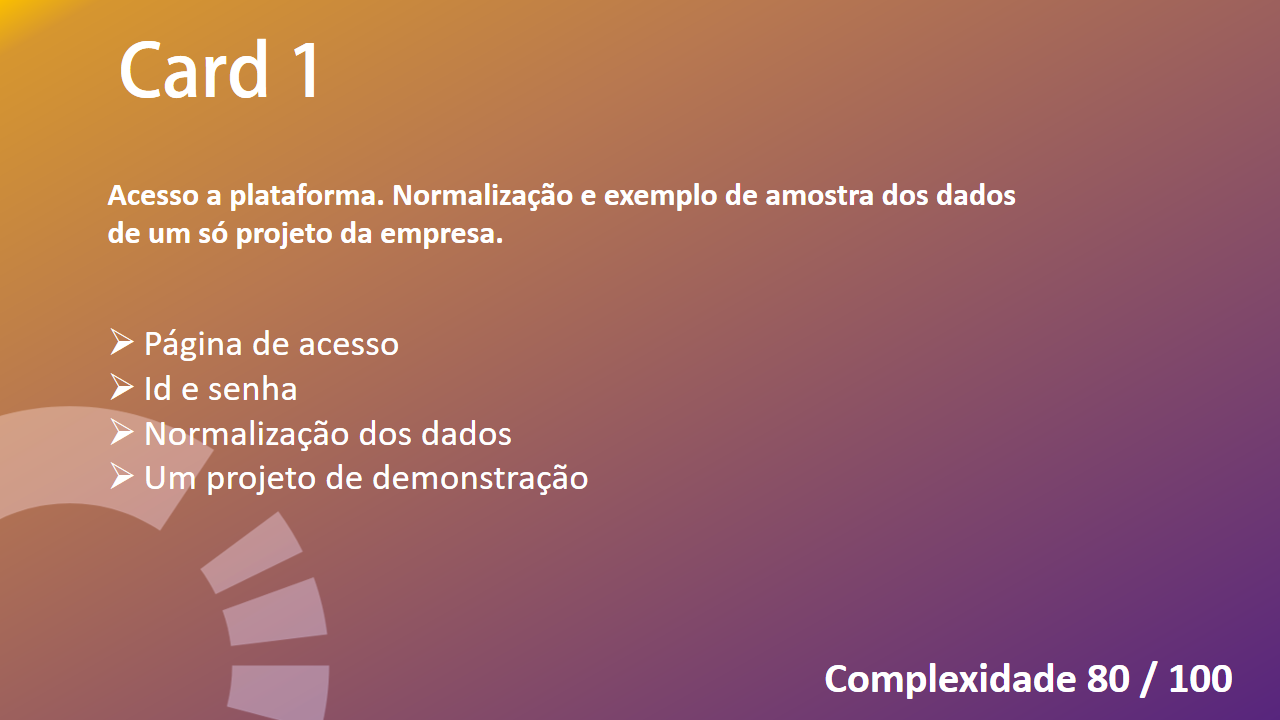 Card 1
Acesso a plataforma. Normalização e exemplo de amostra dos dados
de um só projeto da empresa.
➢ Página de acesso
➢ Id e senha
➢ Normalização dos dados
➢ Um projeto de demonstração
Complexidade 80 / 100